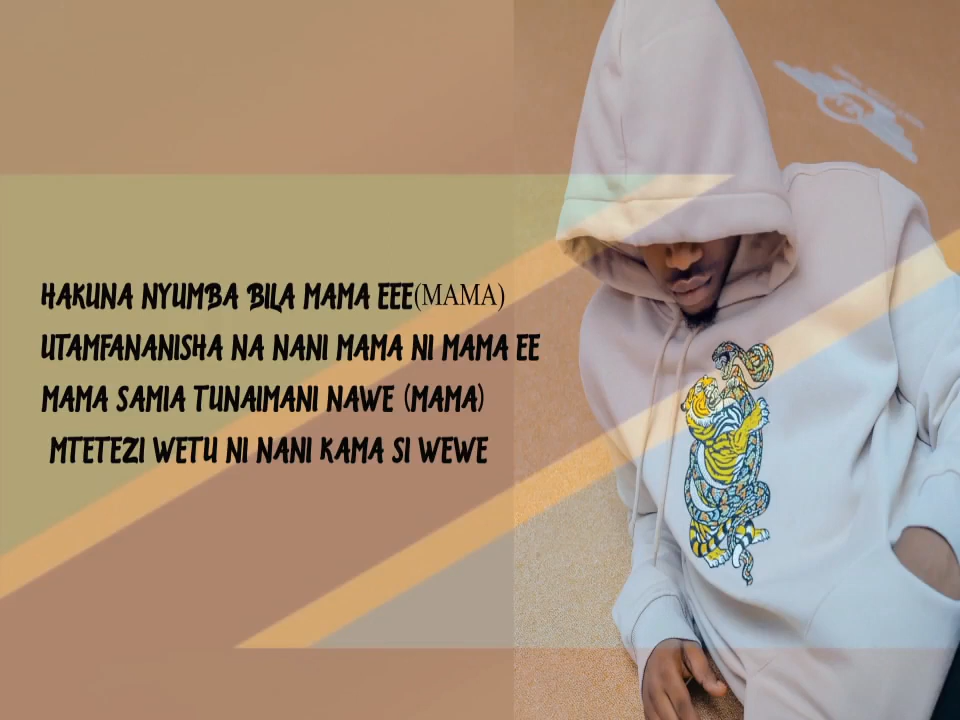 HAKUNA NYUMBA BILA MAMA EEE(MAMA)
UTAMFANANISHA NA NANI MAMA NI MAMA EE
MAMA SAMIA TUNAIMANI NAWE (MAMA)
MTETEZI WETU NI NANI KAMA SI WEWE